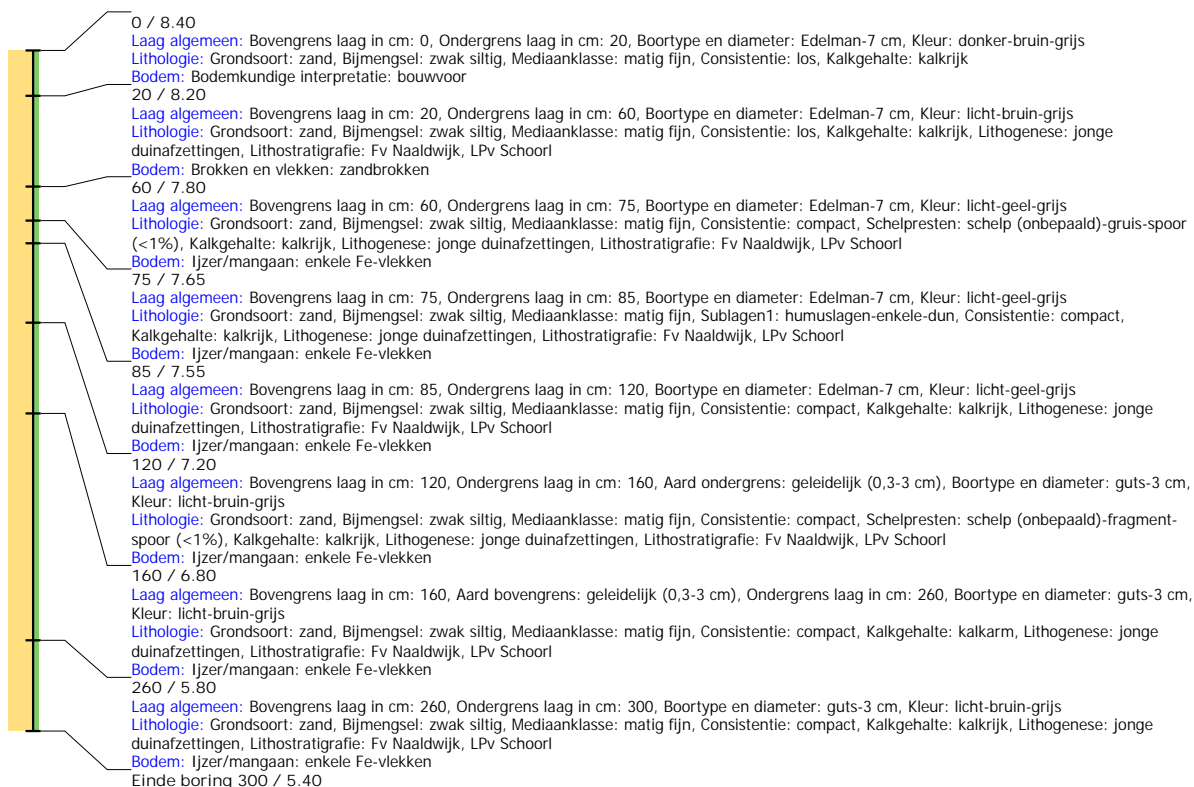 0 / 8.40
Laag algemeen: Bovengrens laag in cm: 0, Ondergrens laag in cm: 20, Boortype en diameter: Edelman-7 cm, Kleur: donker-bruin-grijs
Lithologie: Grondsoort: zand, Bijmengsel: zwak siltig, Mediaanklasse: matig fijn, Consistentie: los, Kalkgehalte: kalkrijk
Bodem: Bodemkundige interpretatie: bouwvoor
20 / 8.20
Laag algemeen: Bovengrens laag in cm: 20, Ondergrens laag in cm: 60, Boortype en diameter: Edelman-7 cm, Kleur: licht-bruin-grijs
Lithologie: Grondsoort: zand, Bijmengsel: zwak siltig, Mediaanklasse: matig fijn, Consistentie: los, Kalkgehalte: kalkrijk, Lithogenese: jonge
duinafzettingen, Lithostratigrafie: Fv Naaldwijk, LPv Schoorl
Bodem: Brokken en vlekken: zandbrokken
60 / 7.80
Laag algemeen: Bovengrens laag in cm: 60, Ondergrens laag in cm: 75, Boortype en diameter: Edelman-7 cm, Kleur: licht-geel-grijs
Lithologie: Grondsoort: zand, Bijmengsel: zwak siltig, Mediaanklasse: matig fijn, Consistentie: compact, Schelpresten: schelp (onbepaald)-gruis-spoor
(<1%), Kalkgehalte: kalkrijk, Lithogenese: jonge duinafzettingen, Lithostratigrafie: Fv Naaldwijk, LPv Schoorl
Bodem: Ijzer/mangaan: enkele Fe-vlekken
75 / 7.65
Laag algemeen: Bovengrens laag in cm: 75, Ondergrens laag in cm: 85, Boortype en diameter: Edelman-7 cm, Kleur: licht-geel-grijs
Lithologie: Grondsoort: zand, Bijmengsel: zwak siltig, Mediaanklasse: matig fijn, Sublagen1: humuslagen-enkele-dun, Consistentie: compact,
Kalkgehalte: kalkrijk, Lithogenese: jonge duinafzettingen, Lithostratigrafie: Fv Naaldwijk, LPv Schoorl
Bodem: Ijzer/mangaan: enkele Fe-vlekken
85 / 7.55
Laag algemeen: Bovengrens laag in cm: 85, Ondergrens laag in cm: 120, Boortype en diameter: Edelman-7 cm, Kleur: licht-geel-grijs
Lithologie: Grondsoort: zand, Bijmengsel: zwak siltig, Mediaanklasse: matig fijn, Consistentie: compact, Kalkgehalte: kalkrijk, Lithogenese: jonge
duinafzettingen, Lithostratigrafie: Fv Naaldwijk, LPv Schoorl
Bodem: Ijzer/mangaan: enkele Fe-vlekken
120 / 7.20
Laag algemeen: Bovengrens laag in cm: 120, Ondergrens laag in cm: 160, Aard ondergrens: geleidelijk (0,3-3 cm), Boortype en diameter: guts-3 cm,
Kleur: licht-bruin-grijs
Lithologie: Grondsoort: zand, Bijmengsel: zwak siltig, Mediaanklasse: matig fijn, Consistentie: compact, Schelpresten: schelp (onbepaald)-fragment-
spoor (<1%), Kalkgehalte: kalkrijk, Lithogenese: jonge duinafzettingen, Lithostratigrafie: Fv Naaldwijk, LPv Schoorl
Bodem: Ijzer/mangaan: enkele Fe-vlekken
160 / 6.80
Laag algemeen: Bovengrens laag in cm: 160, Aard bovengrens: geleidelijk (0,3-3 cm), Ondergrens laag in cm: 260, Boortype en diameter: guts-3 cm,
Kleur: licht-bruin-grijs
Lithologie: Grondsoort: zand, Bijmengsel: zwak siltig, Mediaanklasse: matig fijn, Consistentie: compact, Kalkgehalte: kalkarm, Lithogenese: jonge
duinafzettingen, Lithostratigrafie: Fv Naaldwijk, LPv Schoorl
Bodem: Ijzer/mangaan: enkele Fe-vlekken
260 / 5.80
Laag algemeen: Bovengrens laag in cm: 260, Ondergrens laag in cm: 300, Boortype en diameter: guts-3 cm, Kleur: licht-bruin-grijs
Lithologie: Grondsoort: zand, Bijmengsel: zwak siltig, Mediaanklasse: matig fijn, Consistentie: compact, Kalkgehalte: kalkrijk, Lithogenese: jonge
duinafzettingen, Lithostratigrafie: Fv Naaldwijk, LPv Schoorl
Bodem: Ijzer/mangaan: enkele Fe-vlekken
Einde boring 300 / 5.40